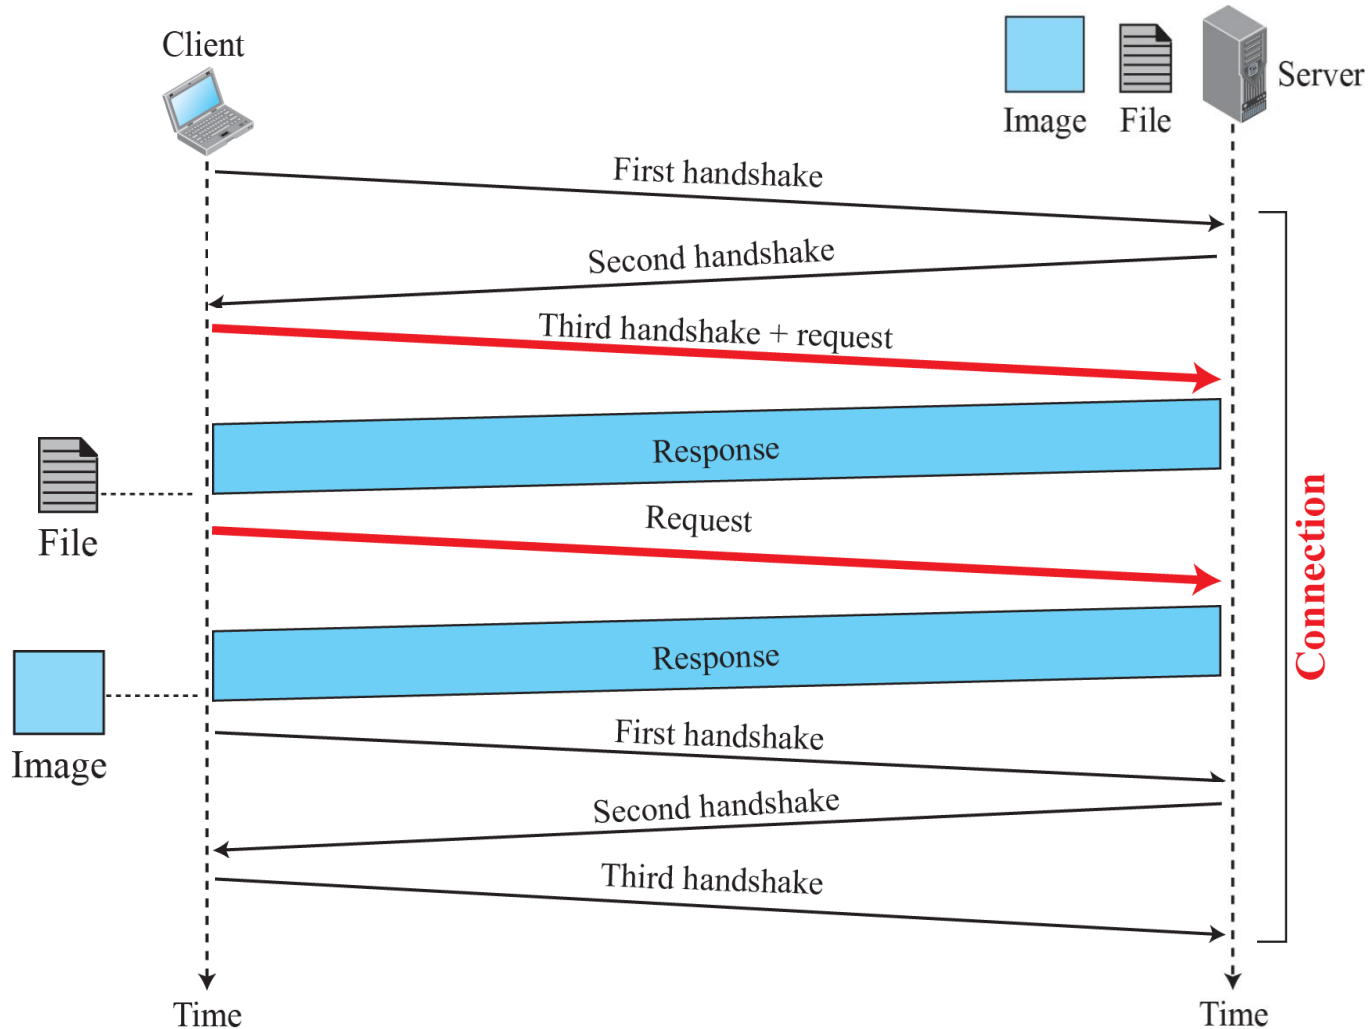 Client
Server
Image
File
First handshake
Second handshake
Third handshake + request
Response
File
Request
Connection
Response
Image
First handshake
Second handshake
Third handshake
Time
Time